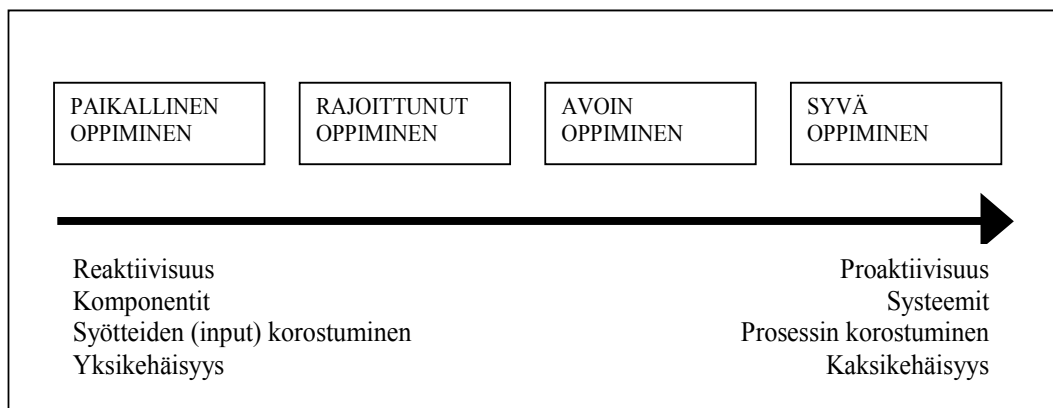 PAIKALLINEN
OPPIMINEN
RAJOITTUNUT
OPPIMINEN
AVOIN
OPPIMINEN
SYVÄ
OPPIMINEN
Reaktiivisuus
Komponentit
Syötteiden (input) korostuminen
Yksikehäisyys
Proaktiivisuus
Systeemit
Prosessin korostuminen
Kaksikehäisyys